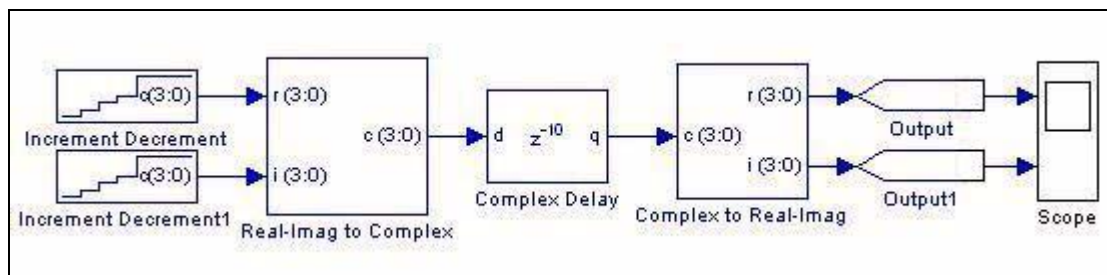 q(3:0)
Increment Decrement
q(3:0)
Increment Decrement1
r (3:0)
i (3:0)
c (3:0)
Real-Imag to Complex
d z⁻¹⁰ q
Complex Delay
c (3:0)
r (3:0)
i (3:0)
Complex to Real-Imag
Output
Output1
Scope